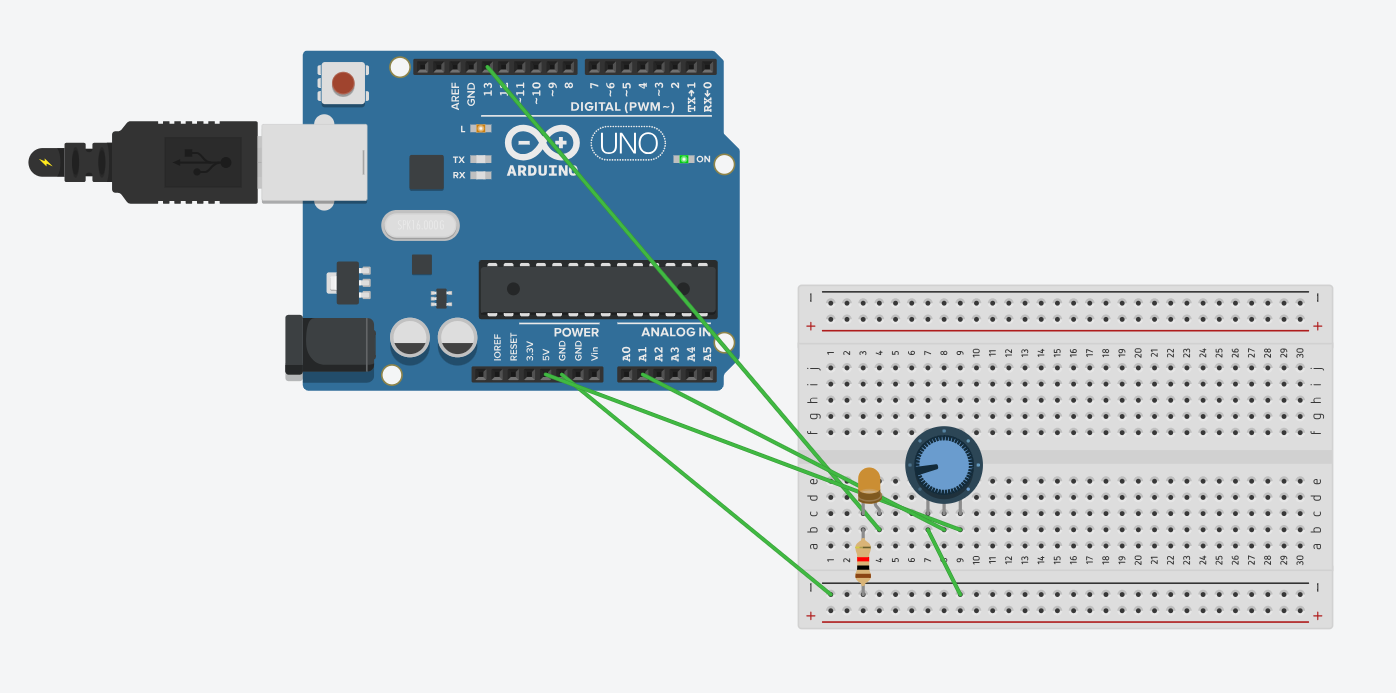 AREF
GND
13
12
~11
~10
~9
8
7
~6
~5
4
~3
2
TX→1
RX←0
DIGITAL (PWM~)
L
TX
RX
UNO
ARDUINO
ON
POWER
ANALOG IN
IOREF
RESET
3.3V
5V
GND
GND
Vin
A0
A1
A2
A3
A4
A5
− −
+ +
1 2 3 4 5 6 7 8 9 10 11 12 13 14 15 16 17 18 19 20 21 22 23 24 25 26 27 28 29 30
j j
i i
h h
g g
f f
e e
d d
c c
b b
a a
1 2 3 4 5 6 7 8 9 10 11 12 13 14 15 16 17 18 19 20 21 22 23 24 25 26 27 28 29 30
− −
+ +